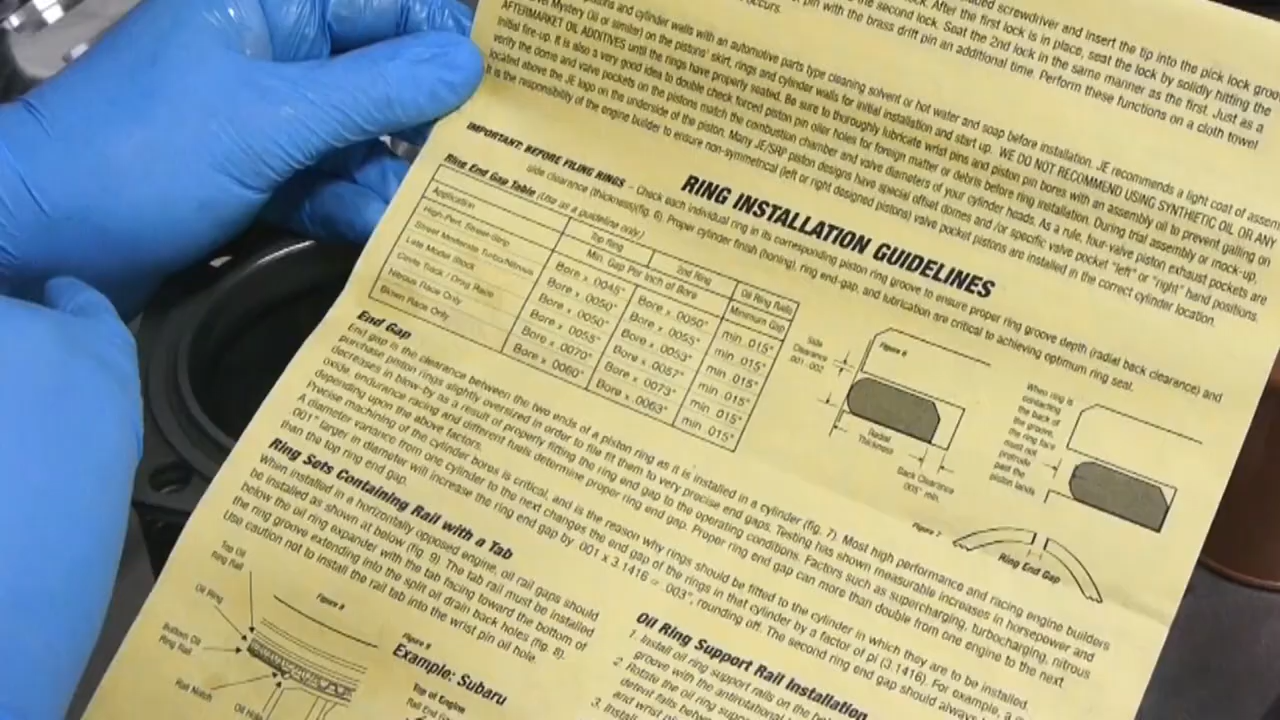 screwdriver and insert the tip into the pick lock groo
the second lock. After the first lock is in place, seat the lock by solidly hitting the
pin with the brass drift pin an additional time. Seat the 2nd lock in the same manner as the first. Just as a
occurs. Perform these functions on a cloth towel
pistons and cylinder walls with an automotive parts type cleaning solvent or hot water and soap before installation. JE recommends a light coat of assem
Mystery Oil or similar) on the pistons' skirt, rings and cylinder walls for initial installation and start up. WE DO NOT RECOMMEND USING SYNTHETIC OIL OR ANY
AFTERMARKET OIL ADDITIVES until the rings have properly seated. Be sure to thoroughly lubricate wrist pins and piston pin bores with an assembly oil to prevent galling on
initial fire-up. It is also a very good idea to double check forced piston pin oiler holes for foreign matter or debris before ring installation. During trial assembly or mock-up,
verify the dome and valve pockets on the pistons match the combustion chamber and valve diameters of your cylinder heads. As a rule, four-valve piston exhaust pockets are
located above the JE logo on the underside of the piston. Many JE/SRP piston designs have special offset domes and /or specific valve pocket "left" or "right" hand positions.
It is the responsibility of the engine builder to ensure non-symmetrical (left or right designed pistons) valve pocket pistons are installed in the correct cylinder location.
RING INSTALLATION GUIDELINES
IMPORTANT: BEFORE FILING RINGS - Check each individual ring in its corresponding piston ring groove to ensure proper ring groove depth (radial back clearance) and
side clearance (thickness)(fig. 6). Proper cylinder finish (honing), ring end-gap, and lubrication are critical to achieving optimum ring seal.
Ring End Gap Table (Use as a guideline only)
Application Top Ring 2nd Ring Oil Ring Rails
Min. Gap Per Inch of Bore Minimum Gap
High-Perf. Street-Strip Bore x .0045" Bore x .0050" min .015"
Street Moderate Turbo/Nitrous Bore x .0050" Bore x .0055" min .015"
Late Model Stock Bore x .0050" Bore x .0053" min .015"
Circle Track / Drag Race Bore x .0055" Bore x .0057" min .015"
Nitrous Race Only Bore x .0070" Bore x .0073" min .015"
Blown Race Only Bore x .0060" Bore x .0063" min .015"
Side
Clearance
.001-.002
Figure 6
Radial
Thickness
Back Clearance
.005" min.
When ring is
contacting
the back of
the groove,
the ring face
must not
protrude
past the
piston lands
Figure 7
Ring End Gap
End Gap
End gap is the clearance between the two ends of a piston ring as it is installed in a cylinder (fig. 7). Most high performance and racing engine builders
purchase piston rings slightly oversized in order to file fit them to very precise end gaps. Testing has shown measurable increases in horsepower and
decreases in blow-by as a result of properly fitting the ring end gap to the operating conditions. Factors such as supercharging, turbocharging, nitrous
oxide, endurance racing and different fuels determine proper ring end gap. Proper ring end gap can more than double from one engine to the next
depending upon the above factors.
Precise machining of the cylinder bores is critical, and is the reason why rings should be fitted to the cylinder in which they are to be installed.
A diameter variance from one cylinder to the next changes the end gap of the rings in that cylinder by a factor of pi (3.1416). For example, a
.001" larger in diameter will increase the ring end gap by .001 x 3.1416 or .003", rounding off. The second ring end gap should always
than the top ring end gap.
Ring Sets Containing Rail with a Tab
When installed in a horizontally opposed engine, oil rail gaps should
be installed as shown at below (fig. 9). The tab rail must be installed
below the oil ring expander with the tab facing toward the bottom of
the ring groove extending into the split oil drain back holes (fig. 8).
Use caution not to install the rail tab into the wrist pin oil hole.
Top Oil
Ring Rail
Oil Ring
Bottom Oil
Ring Rail
Rail Notch
Figure 8
Figure 9
Example: Subaru
Top of Engine
Oil Ring Support Rail Installation
1. Install oil ring support rails on the
groove with the antirotational
2. Rotate the oil ring
detent rails
and wrist
3. Install